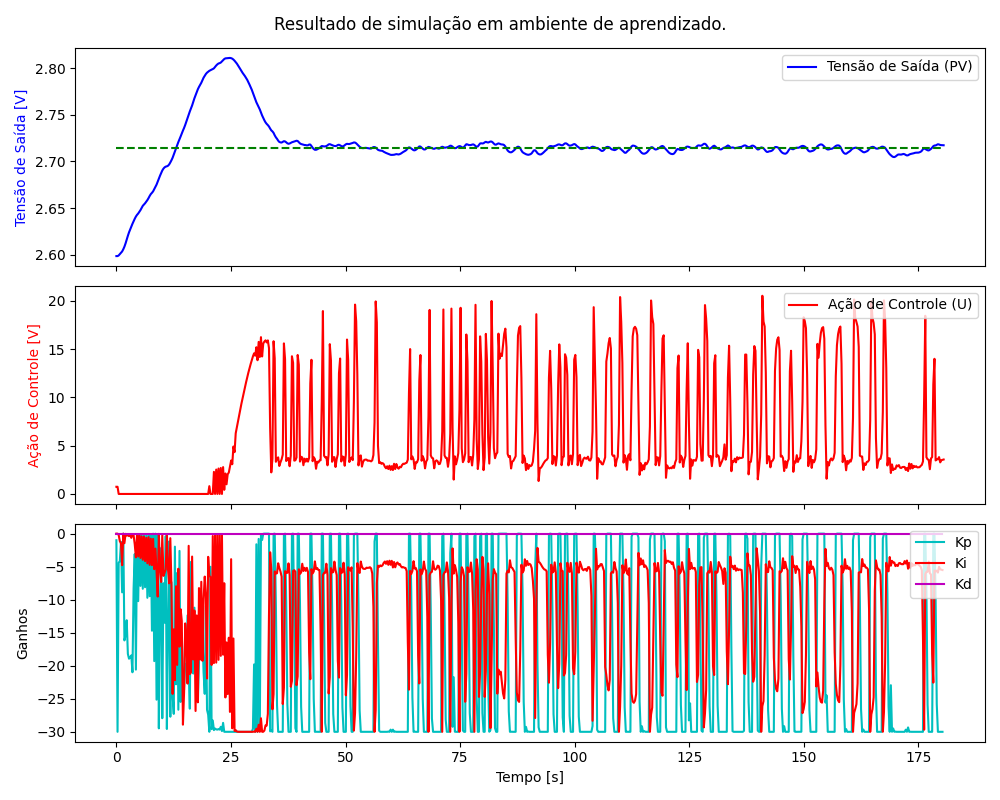 Resultado de simulação em ambiente de aprendizado.
Tensão de Saída [V]
2.80
2.75
2.70
2.65
2.60
Tensão de Saída (PV)
Ação de Controle [V]
20
15
10
5
0
Ação de Controle (U)
Ganhos
0
−5
−10
−15
−20
−25
−30
Kp
Ki
Kd
0 25 50 75 100 125 150 175
Tempo [s]